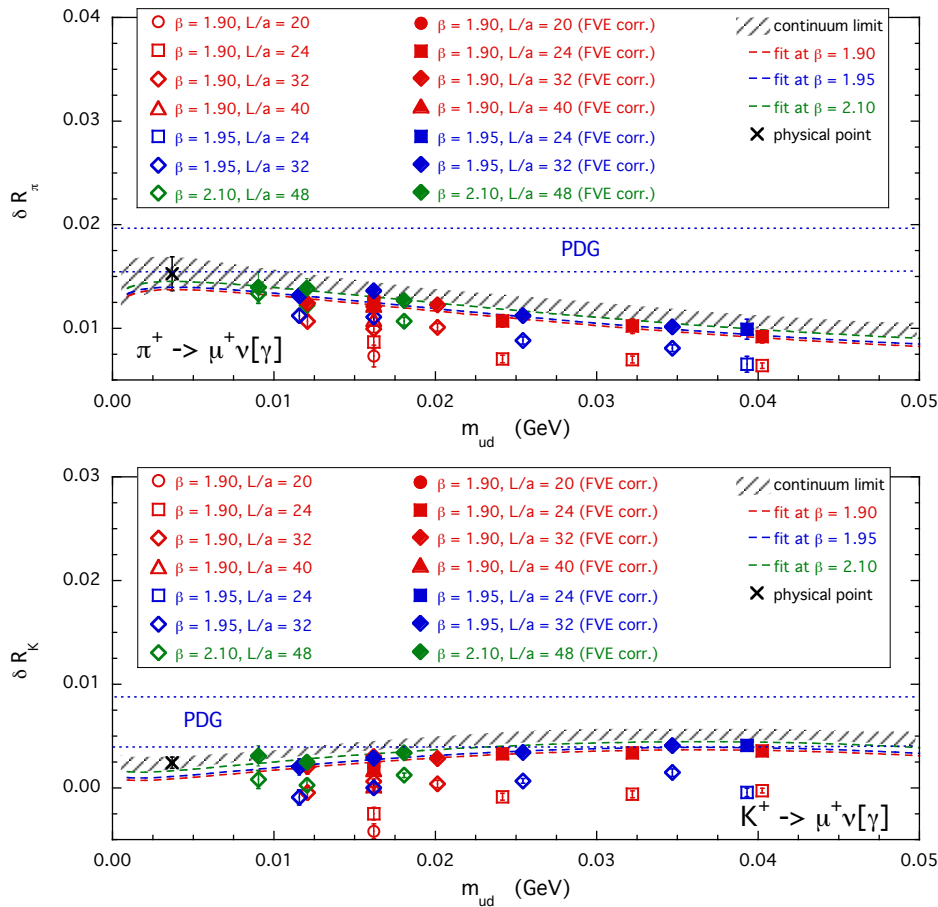 0.04
0.03
0.02
0.01
0.00
δ R_π
○ β = 1.90, L/a = 20 ● β = 1.90, L/a = 20 (FVE corr.) continuum limit
□ β = 1.90, L/a = 24 ■ β = 1.90, L/a = 24 (FVE corr.) fit at β = 1.90
◇ β = 1.90, L/a = 32 ◆ β = 1.90, L/a = 32 (FVE corr.) fit at β = 1.95
△ β = 1.90, L/a = 40 ▲ β = 1.90, L/a = 40 (FVE corr.) fit at β = 2.10
□ β = 1.95, L/a = 24 ■ β = 1.95, L/a = 24 (FVE corr.) × physical point
◇ β = 1.95, L/a = 32 ◆ β = 1.95, L/a = 32 (FVE corr.)
◇ β = 2.10, L/a = 48 ◆ β = 2.10, L/a = 48 (FVE corr.)
PDG
π⁺ -> μ⁺ν[γ]
0.00 0.01 0.02 0.03 0.04 0.05
m_ud (GeV)
0.03
0.02
0.01
0.00
δ R_K
○ β = 1.90, L/a = 20 ● β = 1.90, L/a = 20 (FVE corr.) continuum limit
□ β = 1.90, L/a = 24 ■ β = 1.90, L/a = 24 (FVE corr.) fit at β = 1.90
◇ β = 1.90, L/a = 32 ◆ β = 1.90, L/a = 32 (FVE corr.) fit at β = 1.95
△ β = 1.90, L/a = 40 ▲ β = 1.90, L/a = 40 (FVE corr.) fit at β = 2.10
□ β = 1.95, L/a = 24 ■ β = 1.95, L/a = 24 (FVE corr.) × physical point
◇ β = 1.95, L/a = 32 ◆ β = 1.95, L/a = 32 (FVE corr.)
◇ β = 2.10, L/a = 48 ◆ β = 2.10, L/a = 48 (FVE corr.)
PDG
K⁺ -> μ⁺ν[γ]
0.00 0.01 0.02 0.03 0.04 0.05
m_ud (GeV)